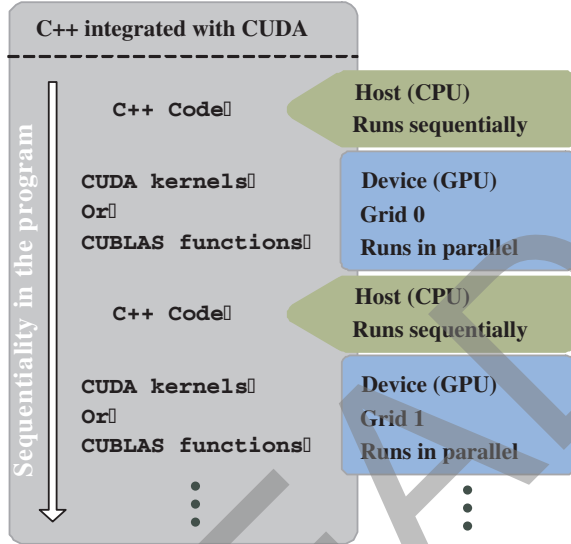 C++ integrated with CUDA
Sequentiality in the program
C++ Code
Host (CPU)
Runs sequentially
CUDA kernels
Or
CUBLAS functions
Device (GPU)
Grid 0
Runs in parallel
C++ Code
Host (CPU)
Runs sequentially
CUDA kernels
Or
CUBLAS functions
Device (GPU)
Grid 1
Runs in parallel